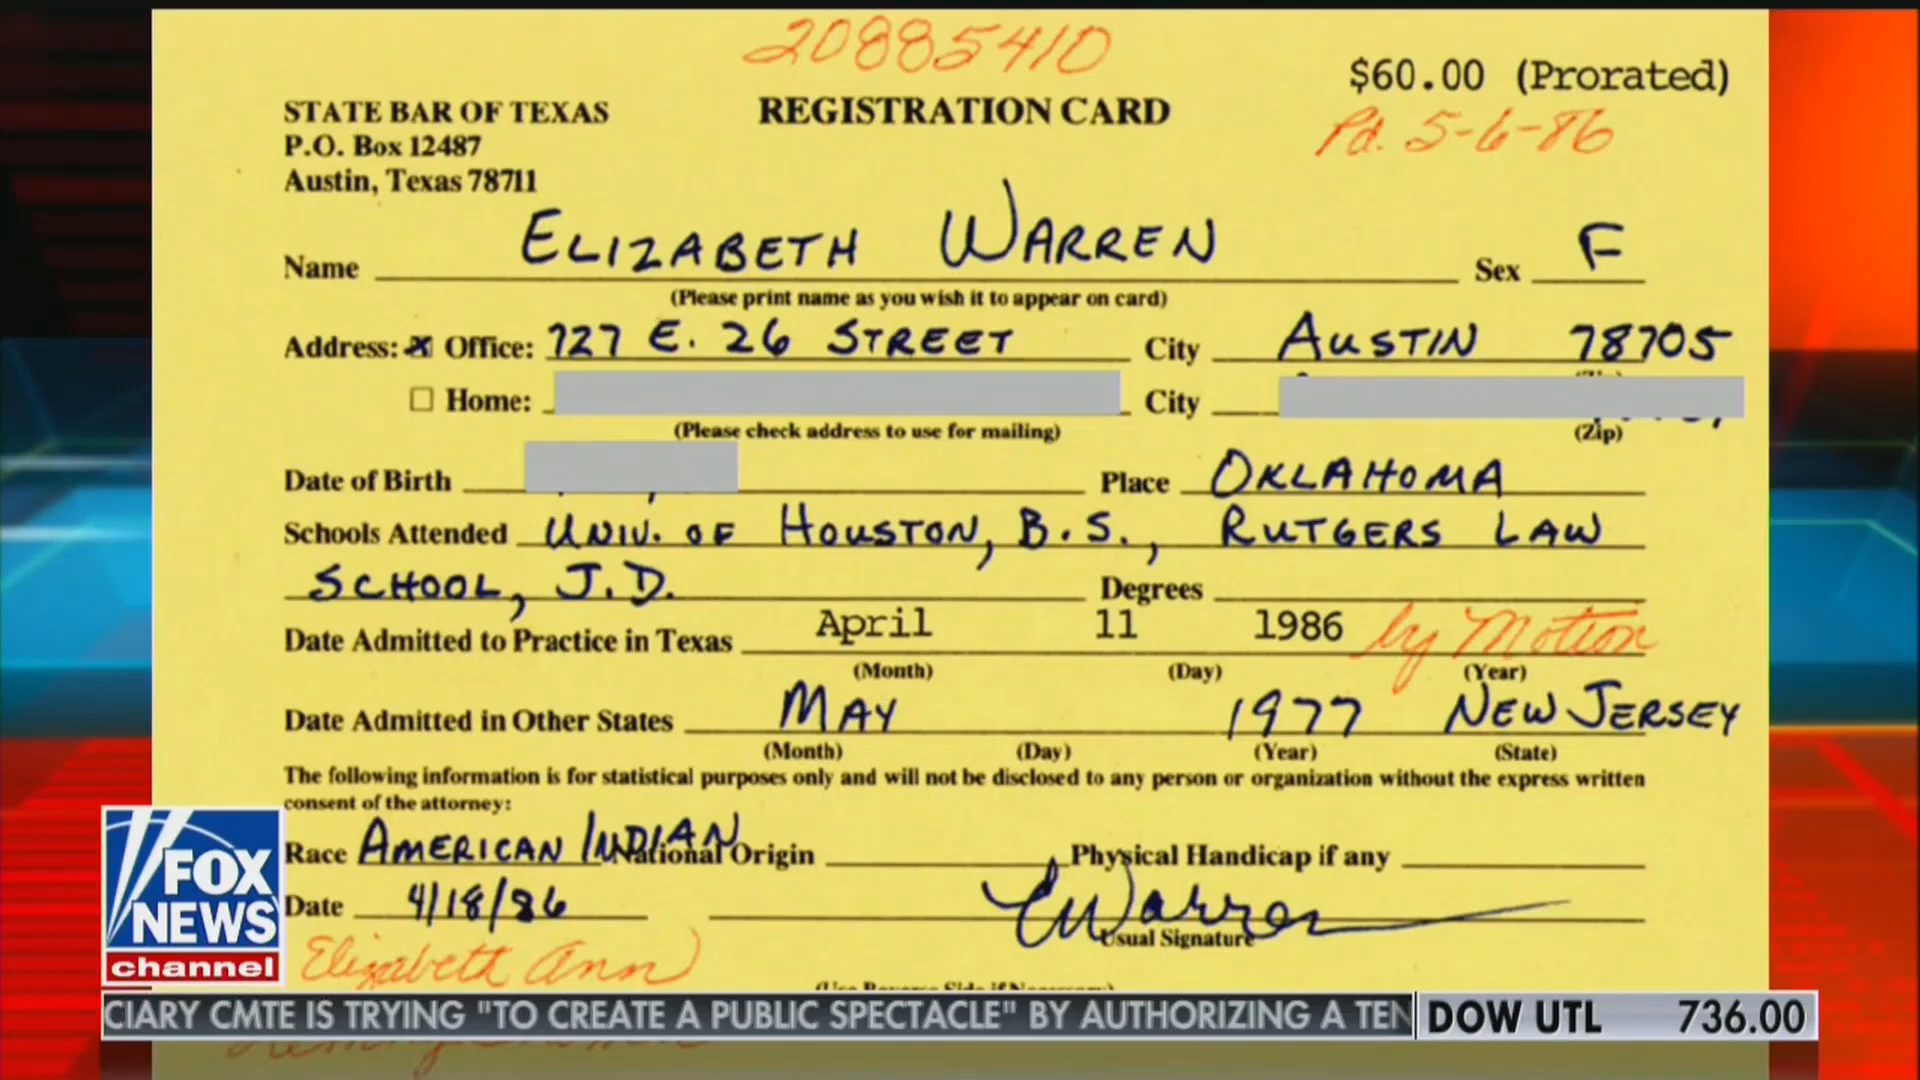 20885410
$60.00 (Prorated)
STATE BAR OF TEXAS REGISTRATION CARD Pd. 5-6-86
P.O. Box 12487
Austin, Texas 78711
Name ELIZABETH WARREN Sex F
(Please print name as you wish it to appear on card)
Address: x Office: 727 E. 26 STREET City AUSTIN 78705
Home: City
(Please check address to use for mailing) (Zip)
Date of Birth Place OKLAHOMA
Schools Attended UNIV. OF HOUSTON, B.S., RUTGERS LAW
SCHOOL, J.D. Degrees
Date Admitted to Practice in Texas April 11 1986 by Motion
(Month) (Day) (Year)
Date Admitted in Other States MAY 1977 NEW JERSEY
(Month) (Day) (Year) (State)
The following information is for statistical purposes only and will not be disclosed to any person or organization without the express written
consent of the attorney:
Race AMERICAN INDIAN National Origin Physical Handicap if any
Date 4/18/86 EWarren
Usual Signature
Elizabeth Ann
(Use Reverse Side if Necessary)
FOX
NEWS
channel
CIARY CMTE IS TRYING "TO CREATE A PUBLIC SPECTACLE" BY AUTHORIZING A TEN
DOW UTL 736.00